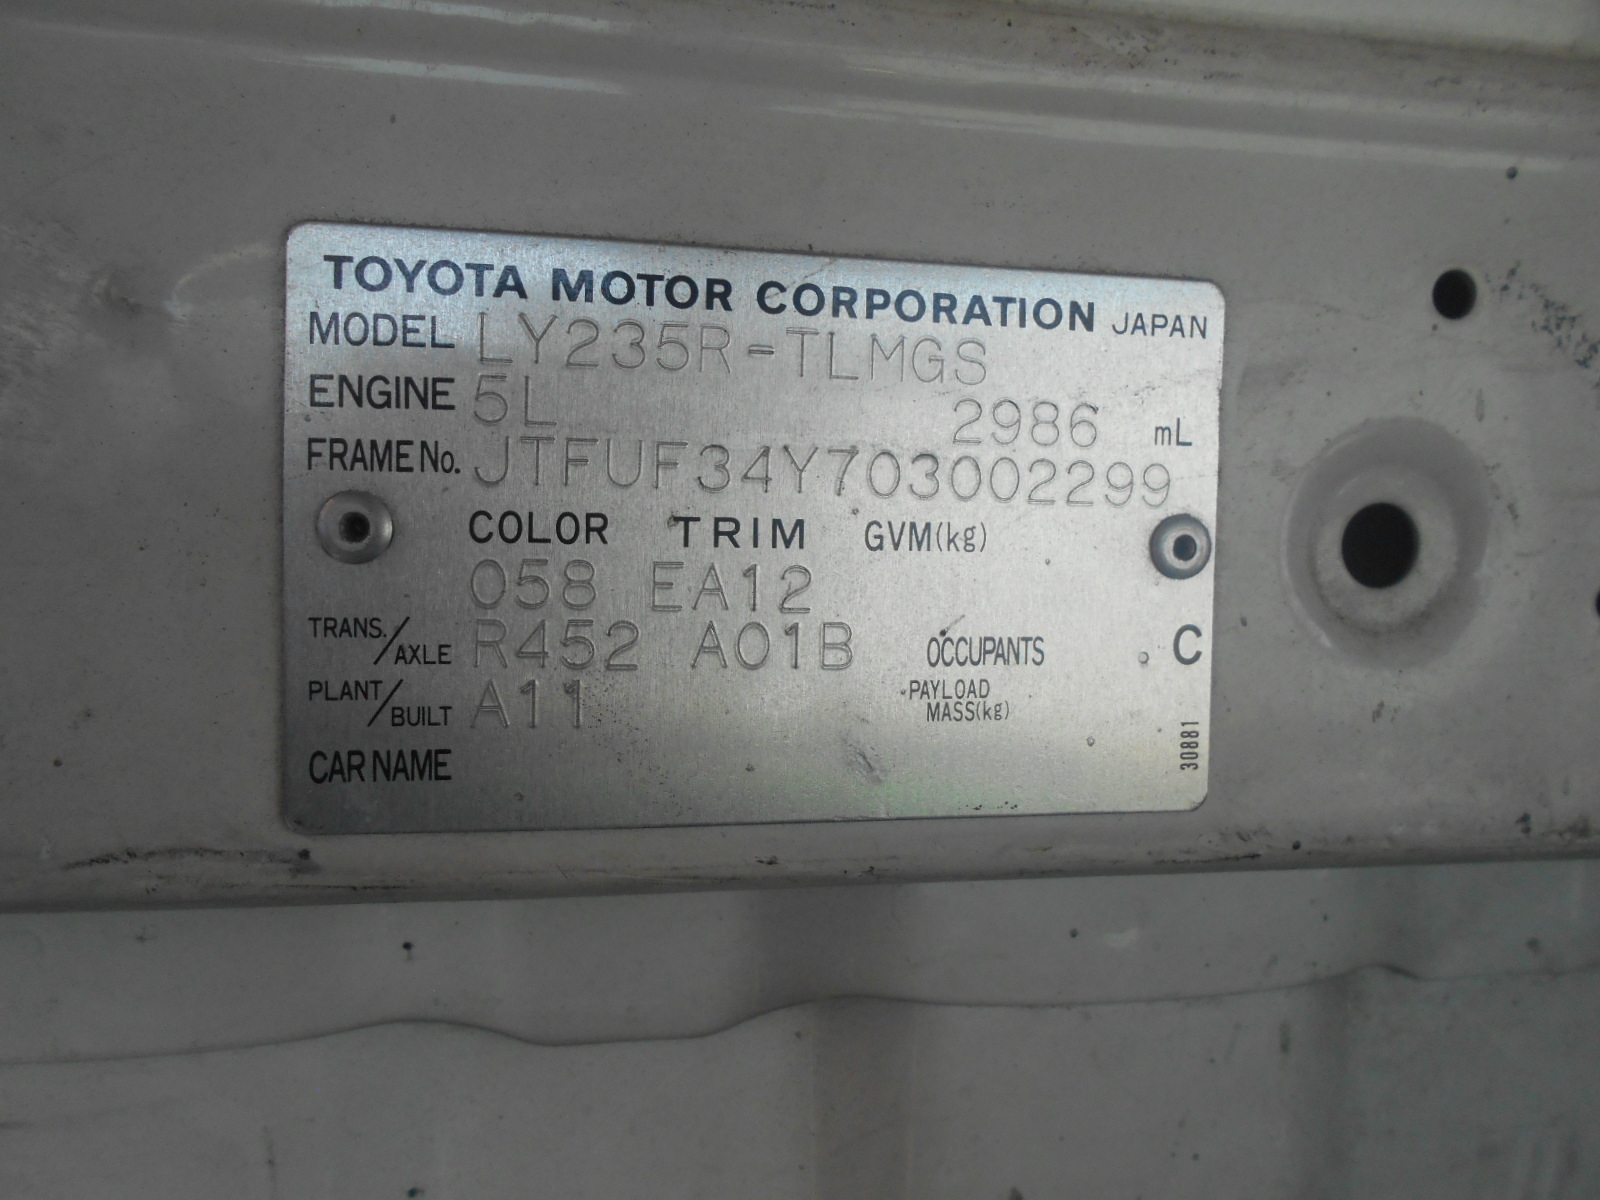 TOYOTA MOTOR CORPORATION JAPAN
MODEL LY235R-TLMGS
ENGINE 5L 2986 mL
FRAME No. JTFUF34Y703002299
COLOR TRIM GVM(kg)
058 EA12
TRANS./AXLE R452 A01B OCCUPANTS C
PLANT/BUILT A11 PAYLOAD MASS(kg)
CAR NAME
30881